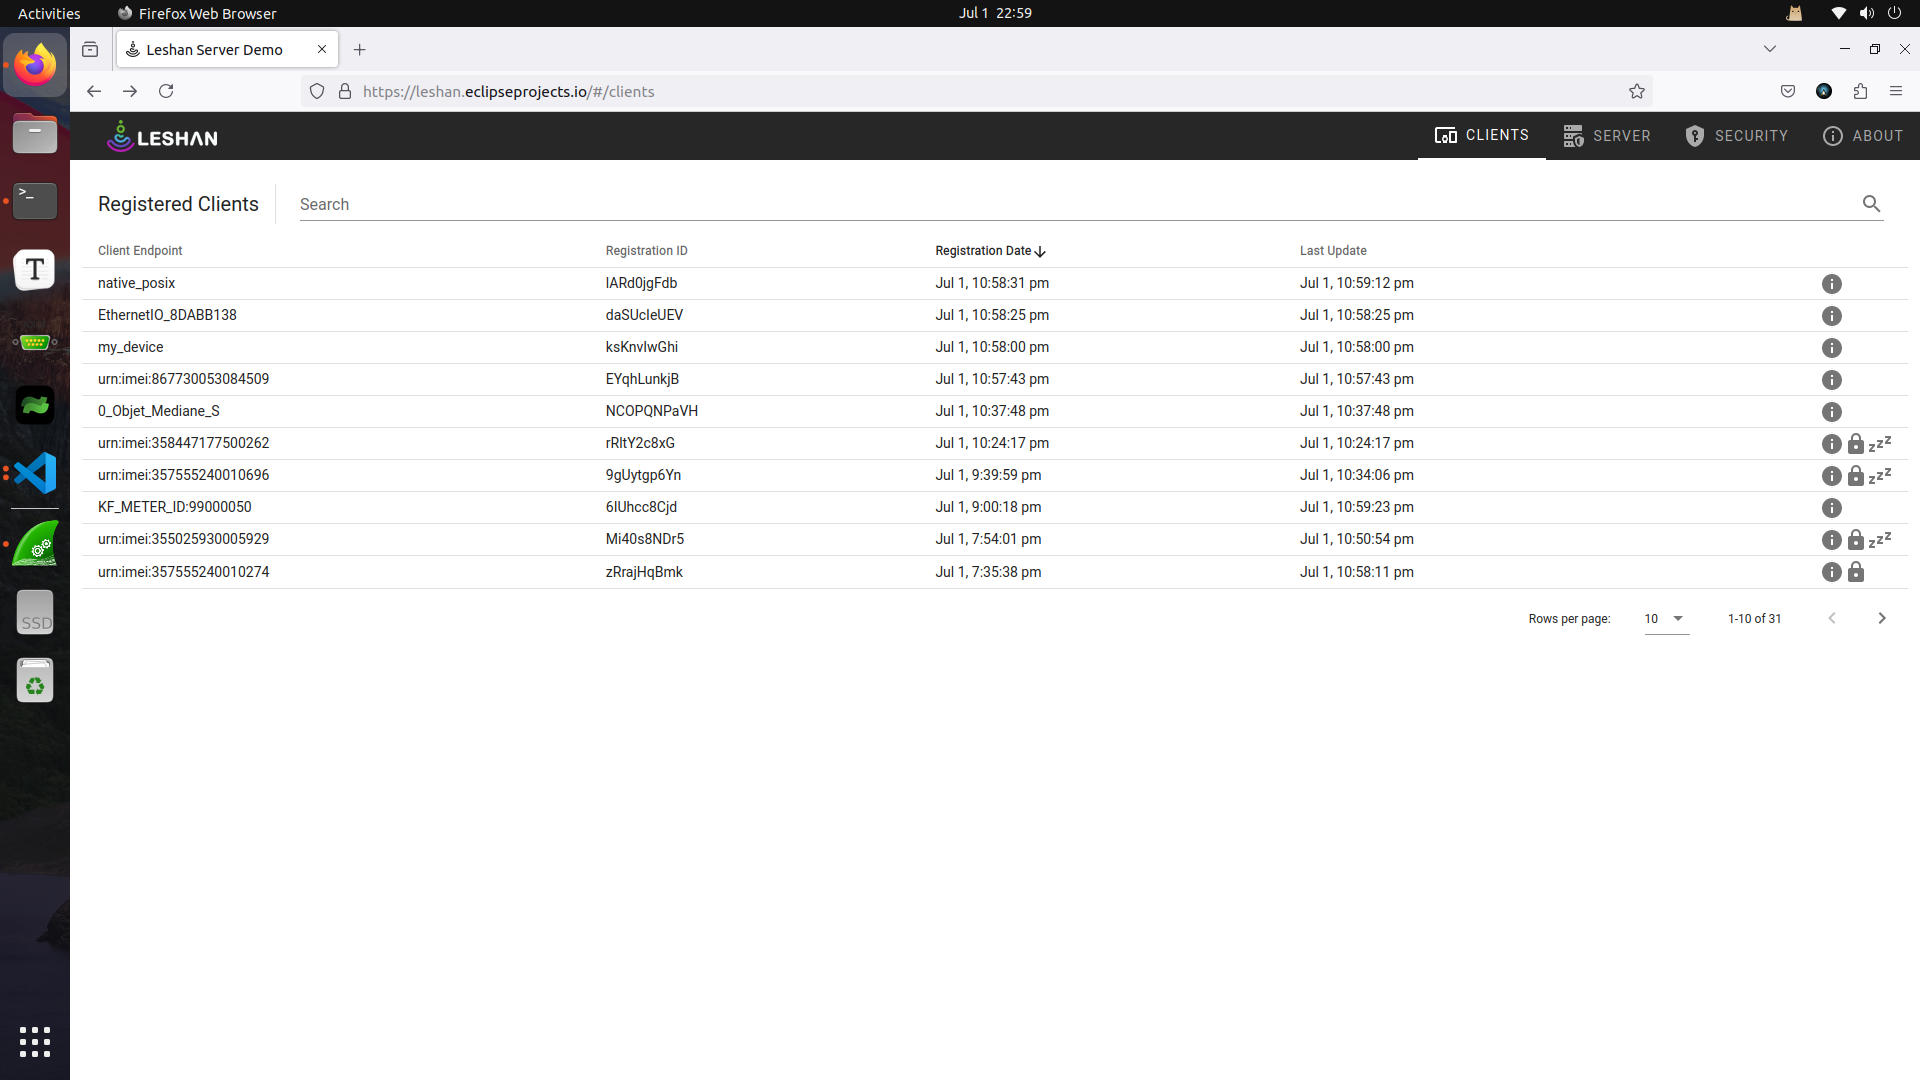 Activities Firefox Web Browser Jul 1 22:59
Leshan Server Demo
https://leshan.eclipseprojects.io/#/clients
LESHAN CLIENTS SERVER SECURITY ABOUT
Registered Clients Search
Client Endpoint Registration ID Registration Date Last Update
native_posix IARd0jgFdb Jul 1, 10:58:31 pm Jul 1, 10:59:12 pm
EthernetIO_8DABB138 daSUcIeUEV Jul 1, 10:58:25 pm Jul 1, 10:58:25 pm
my_device ksKnvIwGhi Jul 1, 10:58:00 pm Jul 1, 10:58:00 pm
urn:imei:867730053084509 EYqhLunkjB Jul 1, 10:57:43 pm Jul 1, 10:57:43 pm
0_Objet_Mediane_S NCOPQNPaVH Jul 1, 10:37:48 pm Jul 1, 10:37:48 pm
urn:imei:358447177500262 rRltY2c8xG Jul 1, 10:24:17 pm Jul 1, 10:24:17 pm
urn:imei:357555240010696 9gUytgp6Yn Jul 1, 9:39:59 pm Jul 1, 10:34:06 pm
KF_METER_ID:99000050 6IUhcc8Cjd Jul 1, 9:00:18 pm Jul 1, 10:59:23 pm
urn:imei:355025930005929 Mi40s8NDr5 Jul 1, 7:54:01 pm Jul 1, 10:50:54 pm
urn:imei:357555240010274 zRrajHqBmk Jul 1, 7:35:38 pm Jul 1, 10:58:11 pm
Rows per page: 10 1-10 of 31
SSD